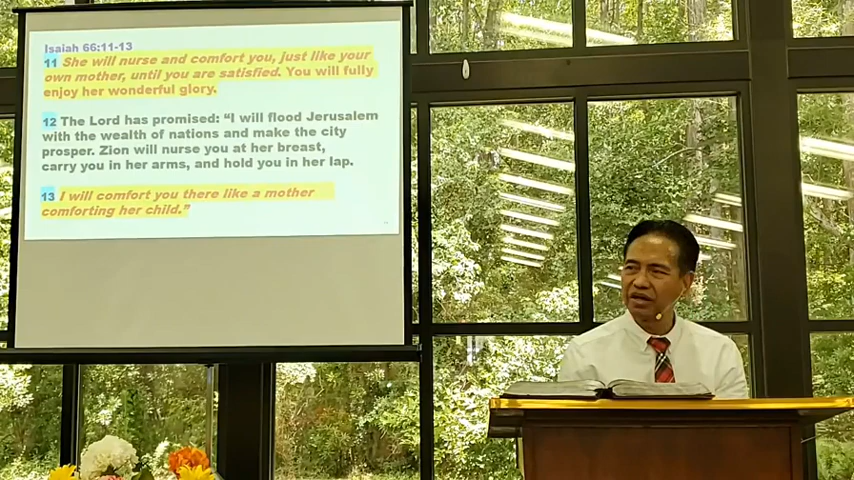 Isaiah 66:11-13
11 She will nurse and comfort you, just like your
own mother, until you are satisfied. You will fully
enjoy her wonderful glory.
12 The Lord has promised: “I will flood Jerusalem
with the wealth of nations and make the city
prosper. Zion will nurse you at her breast,
carry you in her arms, and hold you in her lap.
13 I will comfort you there like a mother
comforting her child.”